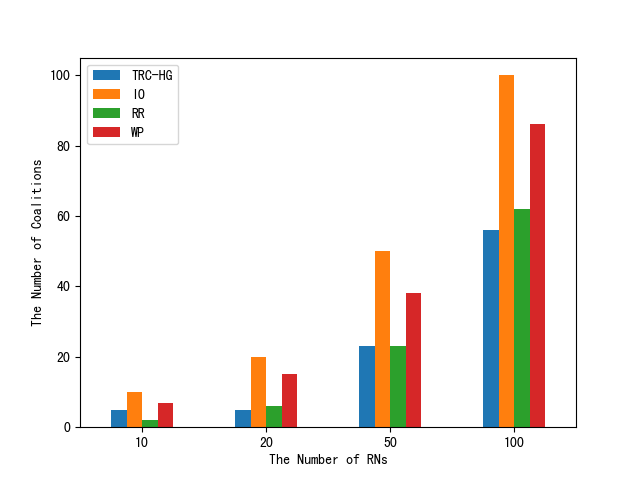 TRC-HG
IO
RR
WP
The Number of Coalitions
100
80
60
40
20
0
10
20
50
100
The Number of RNs